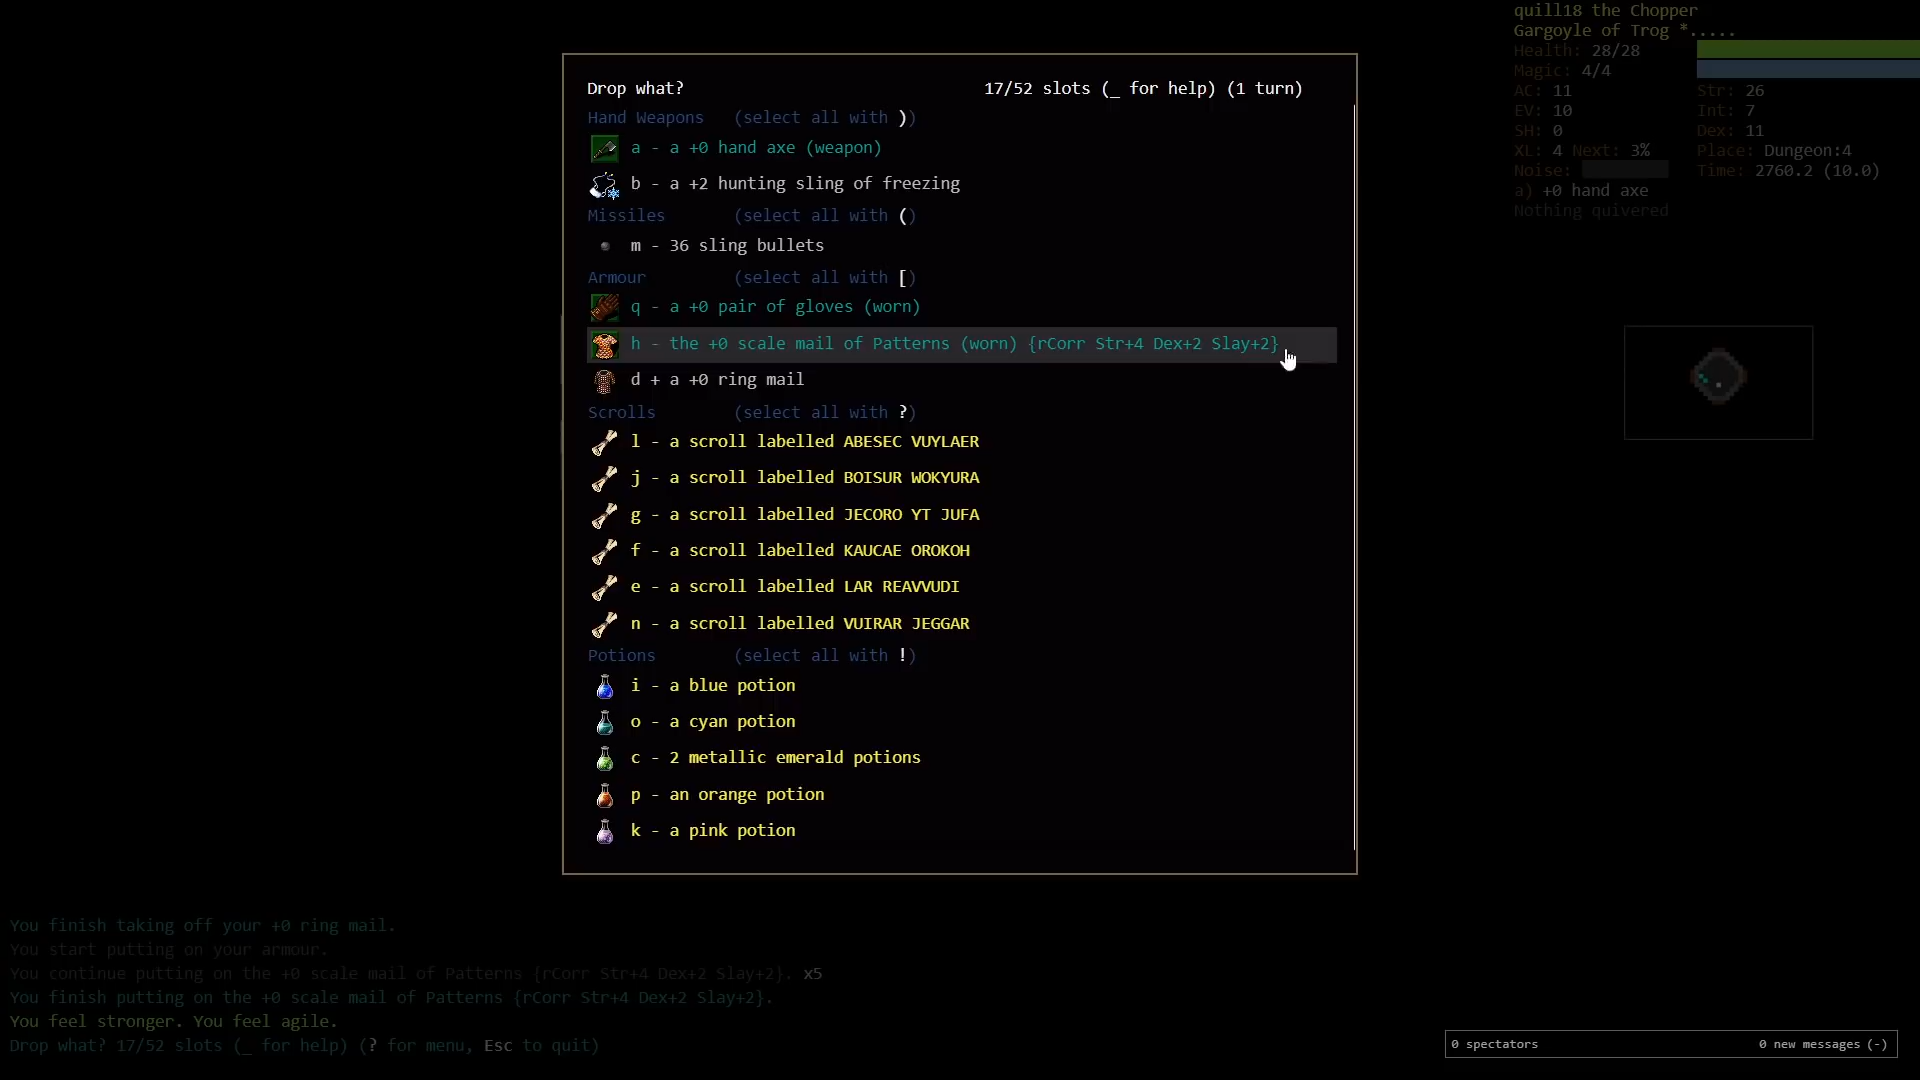 quill18 the Chopper
Gargoyle of Trog *.....
Health: 28/28
Magic: 4/4
AC: 11 Str: 26
EV: 10 Int: 7
SH: 0 Dex: 11
XL: 4 Next: 3% Place: Dungeon:4
Noise: Time: 2760.2 (10.0)
a) +0 hand axe
Nothing quivered
Drop what? 17/52 slots (_ for help) (1 turn)
Hand Weapons (select all with ))
a - a +0 hand axe (weapon)
b - a +2 hunting sling of freezing
Missiles (select all with ()
m - 36 sling bullets
Armour (select all with [)
q - a +0 pair of gloves (worn)
h - the +0 scale mail of Patterns (worn) {rCorr Str+4 Dex+2 Slay+2}
d + a +0 ring mail
Scrolls (select all with ?)
l - a scroll labelled ABESEC VUYLAER
j - a scroll labelled BOISUR WOKYURA
g - a scroll labelled JECORO YT JUFA
f - a scroll labelled KAUCAE OROKOH
e - a scroll labelled LAR REAVVUDI
n - a scroll labelled VUIRAR JEGGAR
Potions (select all with !)
i - a blue potion
o - a cyan potion
c - 2 metallic emerald potions
p - an orange potion
k - a pink potion
You finish taking off your +0 ring mail.
You start putting on your armour.
You continue putting on the +0 scale mail of Patterns {rCorr Str+4 Dex+2 Slay+2}. x5
You finish putting on the +0 scale mail of Patterns {rCorr Str+4 Dex+2 Slay+2}.
You feel stronger. You feel agile.
Drop what? 17/52 slots (_ for help) (? for menu, Esc to quit)
0 spectators 0 new messages (-)